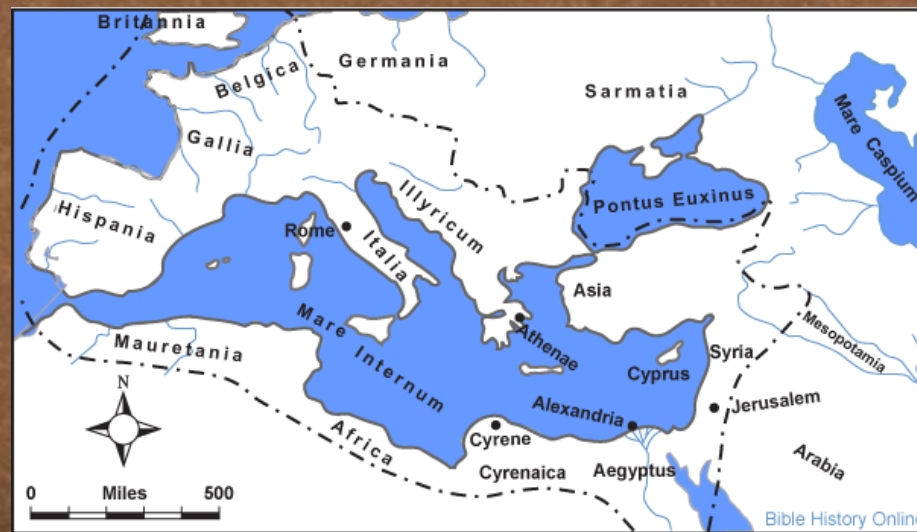 Britannia
Germania
Belgica
Sarmatia
Mare Caspium
Gallia
Illyricum
Pontus Euxinus
Hispania
Rome
Italia
Asia
Mare Internum
Athenae
Mesopotamia
Mauretania
Syria
Cyprus
N
Alexandria
Jerusalem
Africa
Cyrene
Arabia
Cyrenaica
Aegyptus
0 Miles 500
Bible History Online